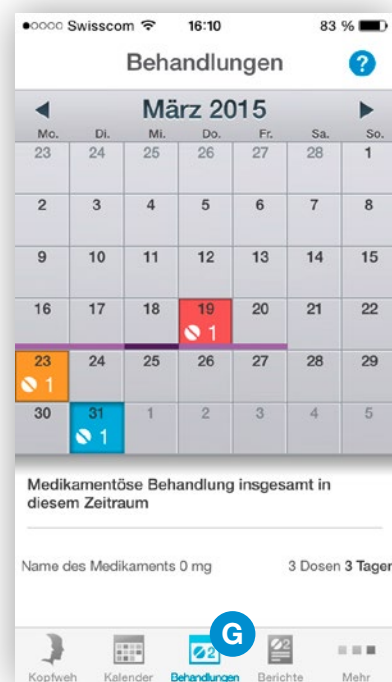 Swisscom 16:10 83 %
Behandlungen ?
März 2015
Mo. Di. Mi. Do. Fr. Sa. So.
23 24 25 26 27 28 1
2 3 4 5 6 7 8
9 10 11 12 13 14 15
16 17 18 19 20 21 22
1
23 24 25 26 27 28 29
1
30 31 1 2 3 4 5
1
Medikamentöse Behandlung insgesamt in
diesem Zeitraum
Name des Medikaments 0 mg 3 Dosen 3 Tagen
G
2 2
Kopfweh Kalender Behandlungen Berichte Mehr